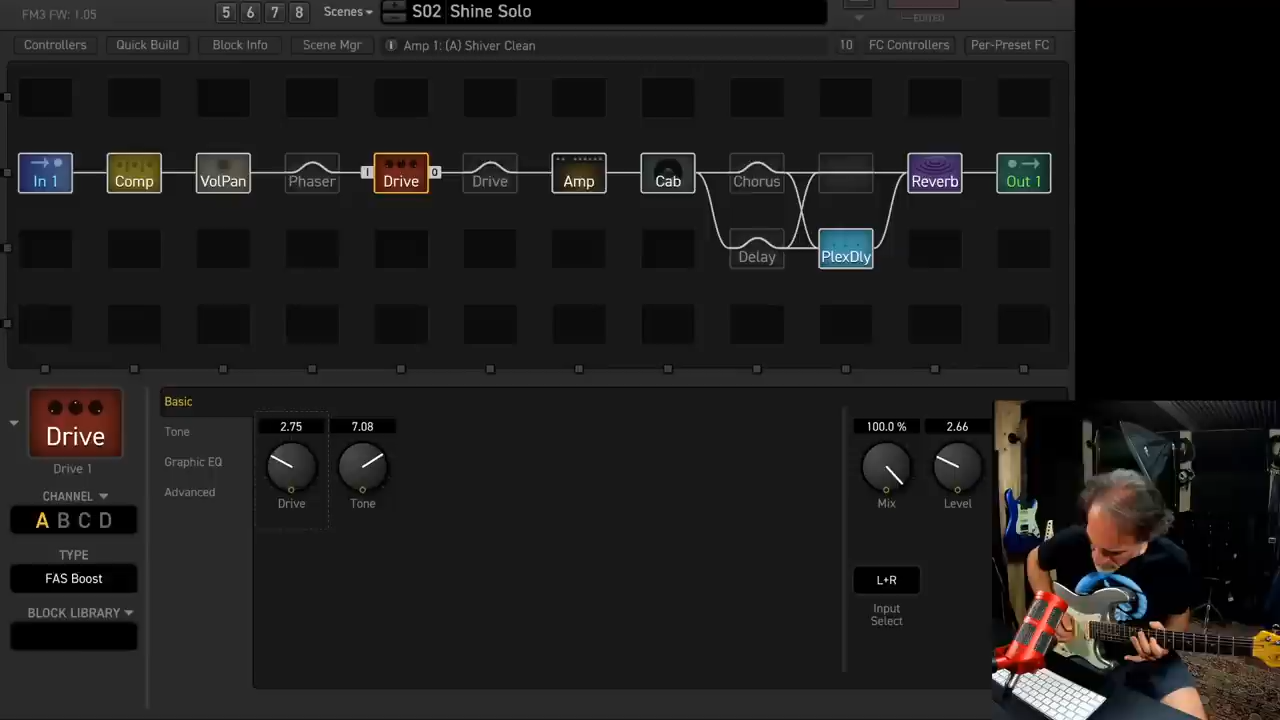 FM3 FW: 1.05
5 6 7 8 Scenes S02 Shine Solo
EDITED
Controllers Quick Build Block Info Scene Mgr Amp 1: (A) Shiver Clean 10 FC Controllers Per-Preset FC
In 1 Comp VolPan Phaser I Drive O Drive Amp Cab Chorus Reverb Out 1
Delay PlexDly
Drive
Drive 1
CHANNEL
A B C D
TYPE
FAS Boost
BLOCK LIBRARY
Basic
Tone
Graphic EQ
Advanced
2.75 7.08
Drive Tone
100.0 % 2.66
Mix Level
L+R
Input
Select